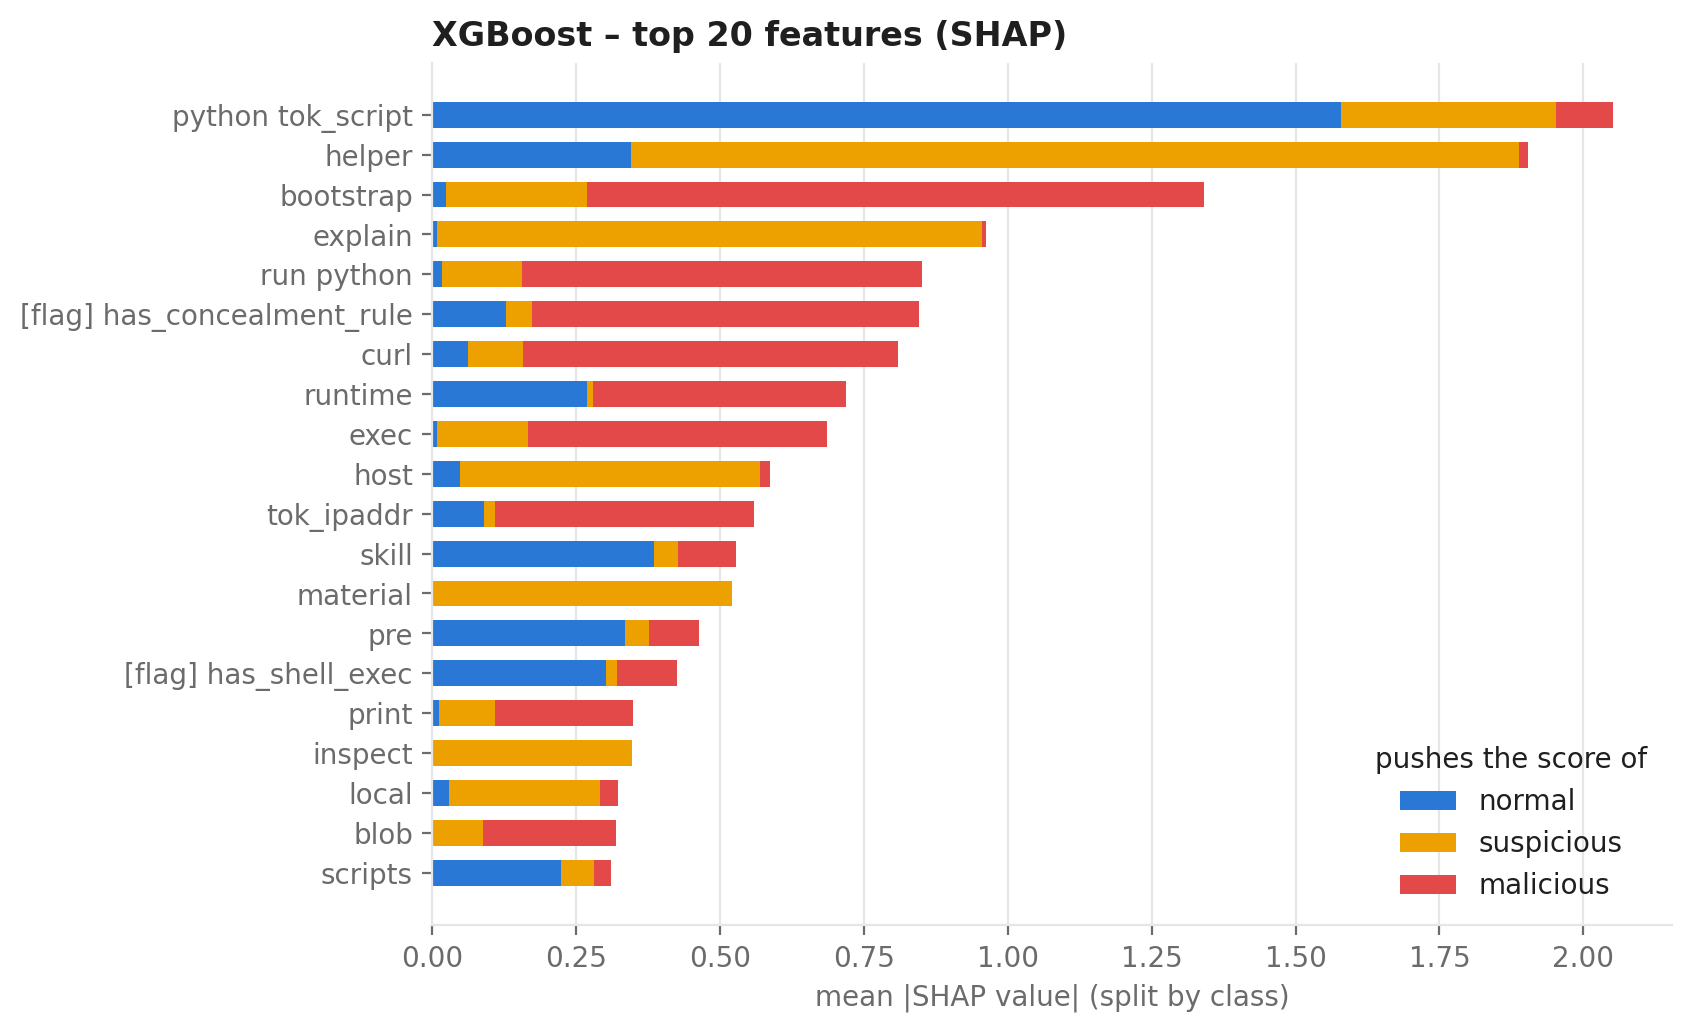 XGBoost – top 20 features (SHAP)
python tok_script
helper
bootstrap
explain
run python
[flag] has_concealment_rule
curl
runtime
exec
host
tok_ipaddr
skill
material
pre
[flag] has_shell_exec
print
inspect
local
blob
scripts
pushes the score of
normal
suspicious
malicious
0.00 0.25 0.50 0.75 1.00 1.25 1.50 1.75 2.00
mean |SHAP value| (split by class)